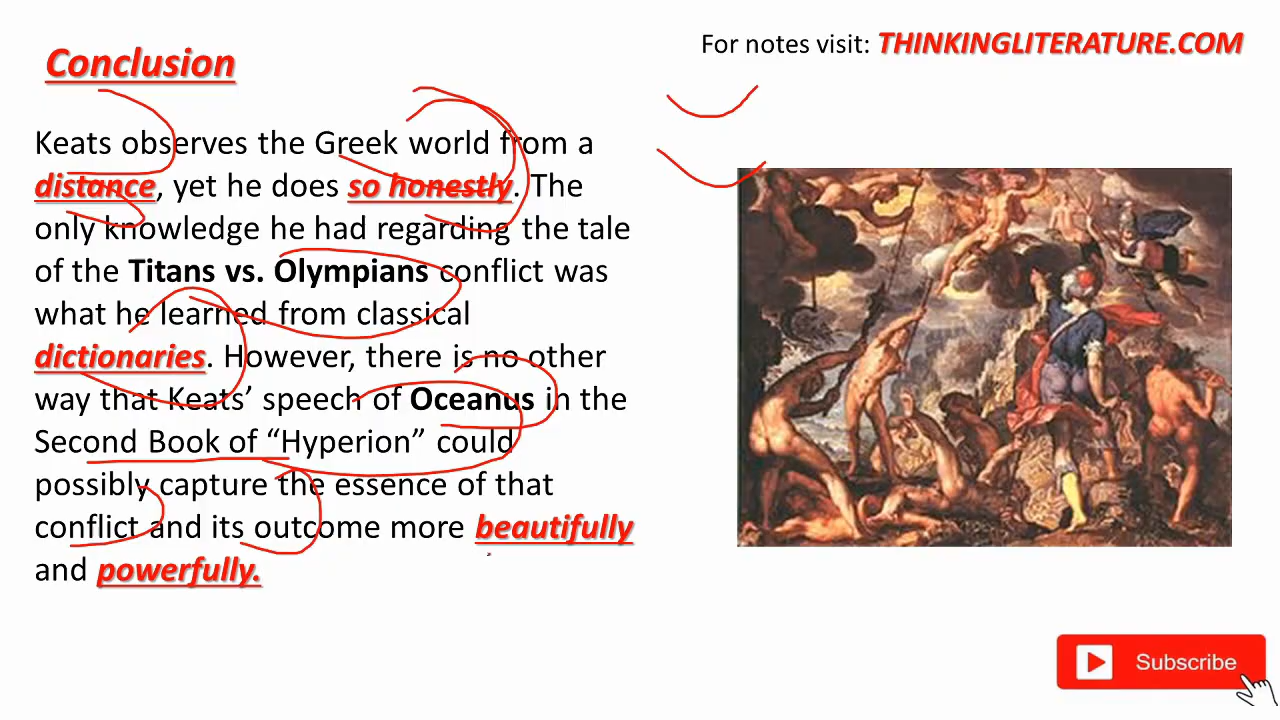 Conclusion
For notes visit: THINKINGLITERATURE.COM
Keats observes the Greek world from a
distance, yet he does so honestly. The
only knowledge he had regarding the tale
of the Titans vs. Olympians conflict was
what he learned from classical
dictionaries. However, there is no other
way that Keats’ speech of Oceanus in the
Second Book of “Hyperion” could
possibly capture the essence of that
conflict and its outcome more beautifully
and powerfully.
Subscribe